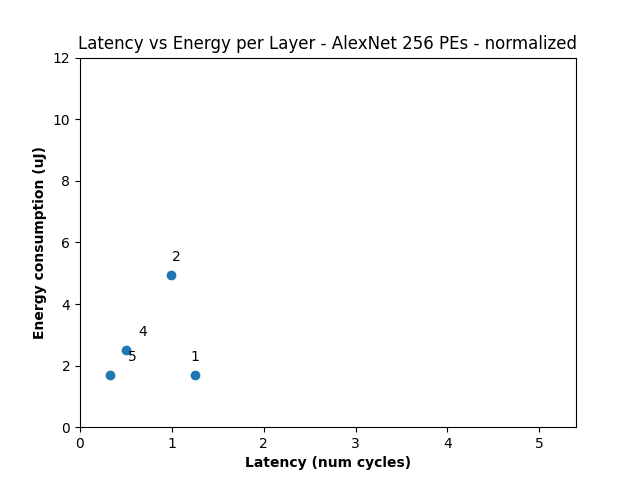 Latency vs Energy per Layer - AlexNet 256 PEs - normalized
Energy consumption (uJ)
12
10
8
6
4
2
0
2
4
5
1
0 1 2 3 4 5
Latency (num cycles)